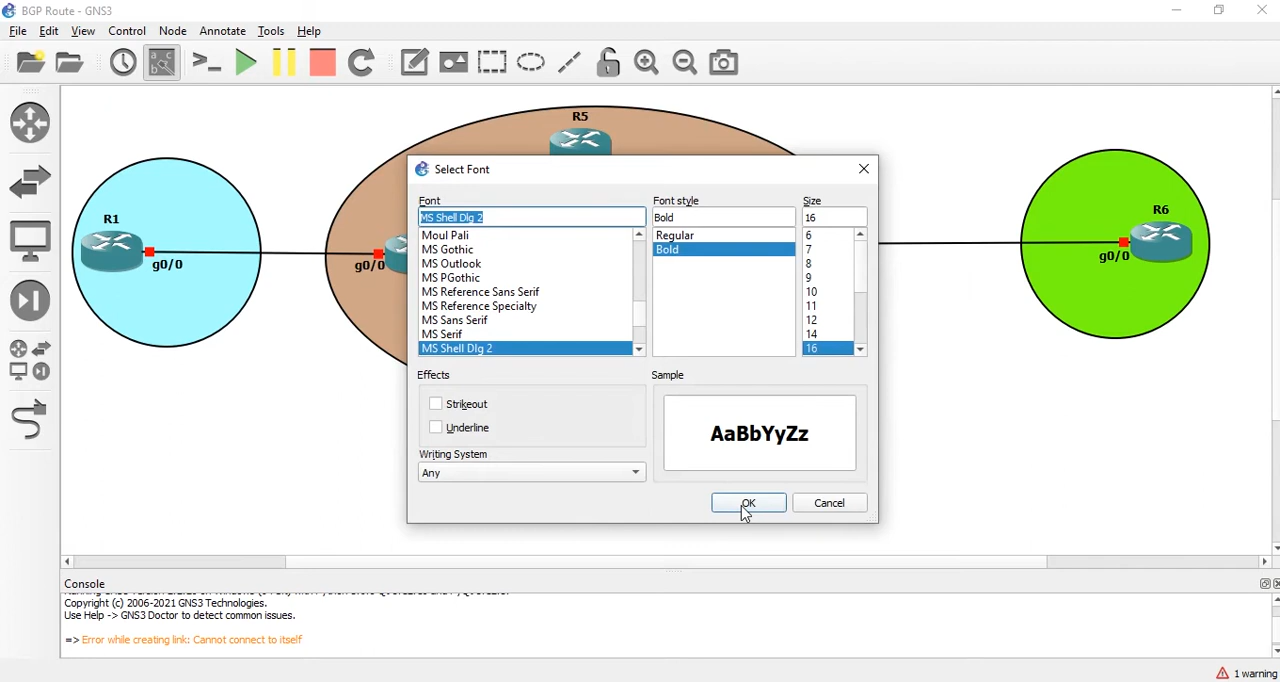 BGP Route - GNS3
File Edit View Control Node Annotate Tools Help
R5
R1
g0/0
g0/0
R6
g0/0
Select Font
Font
MS Shell Dlg 2
Moul Pali
MS Gothic
MS Outlook
MS PGothic
MS Reference Sans Serif
MS Reference Specialty
MS Sans Serif
MS Serif
MS Shell Dlg 2
Font style
Bold
Regular
Bold
Size
16
6
7
8
9
10
11
12
14
16
Effects
Strikeout
Underline
Writing System
Any
Sample
AaBbYyZz
OK Cancel
Console
Copyright (c) 2006-2021 GNS3 Technologies.
Use Help -> GNS3 Doctor to detect common issues.
=> Error while creating link: Cannot connect to itself
1 warning